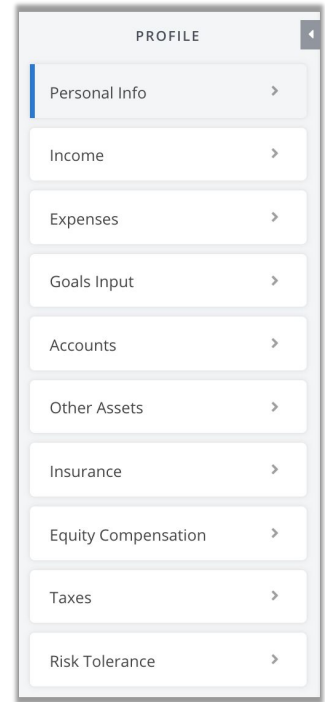 PROFILE
Personal Info
Income
Expenses
Goals Input
Accounts
Other Assets
Insurance
Equity Compensation
Taxes
Risk Tolerance